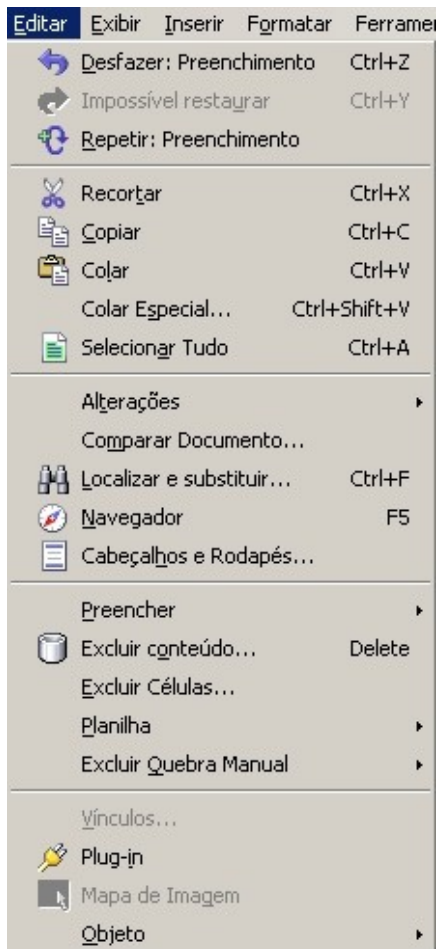 Editar Exibir Inserir Formatar Ferrame
Desfazer: Preenchimento Ctrl+Z
Impossível restaurar Ctrl+Y
Repetir: Preenchimento
Recortar Ctrl+X
Copiar Ctrl+C
Colar Ctrl+V
Colar Especial... Ctrl+Shift+V
Selecionar Tudo Ctrl+A
Alterações
Comparar Documento...
Localizar e substituir... Ctrl+F
Navegador F5
Cabeçalhos e Rodapés...
Preencher
Excluir conteúdo... Delete
Excluir Células...
Planilha
Excluir Quebra Manual
Vínculos...
Plug-in
Mapa de Imagem
Objeto